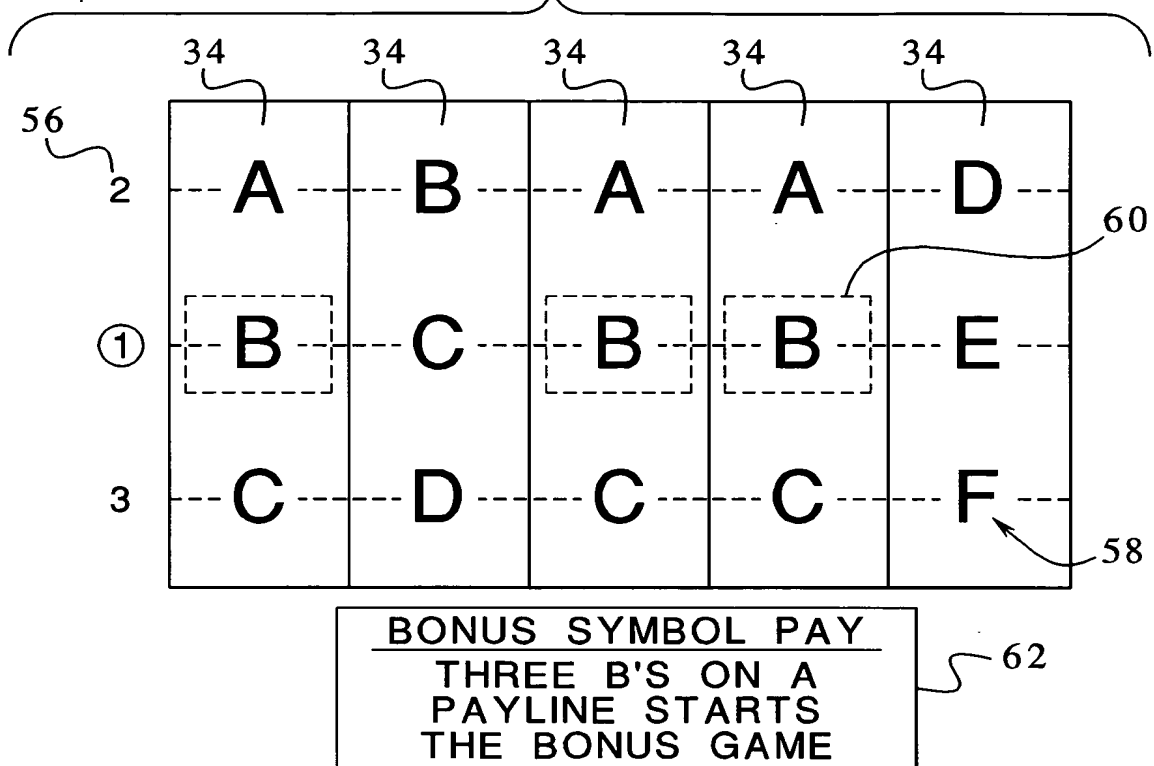 34 34 34 34 34
56
2 A B A A D
60
1 B C B B E
3 C D C C F
58
BONUS SYMBOL PAY
THREE B'S ON A
PAYLINE STARTS
THE BONUS GAME
62